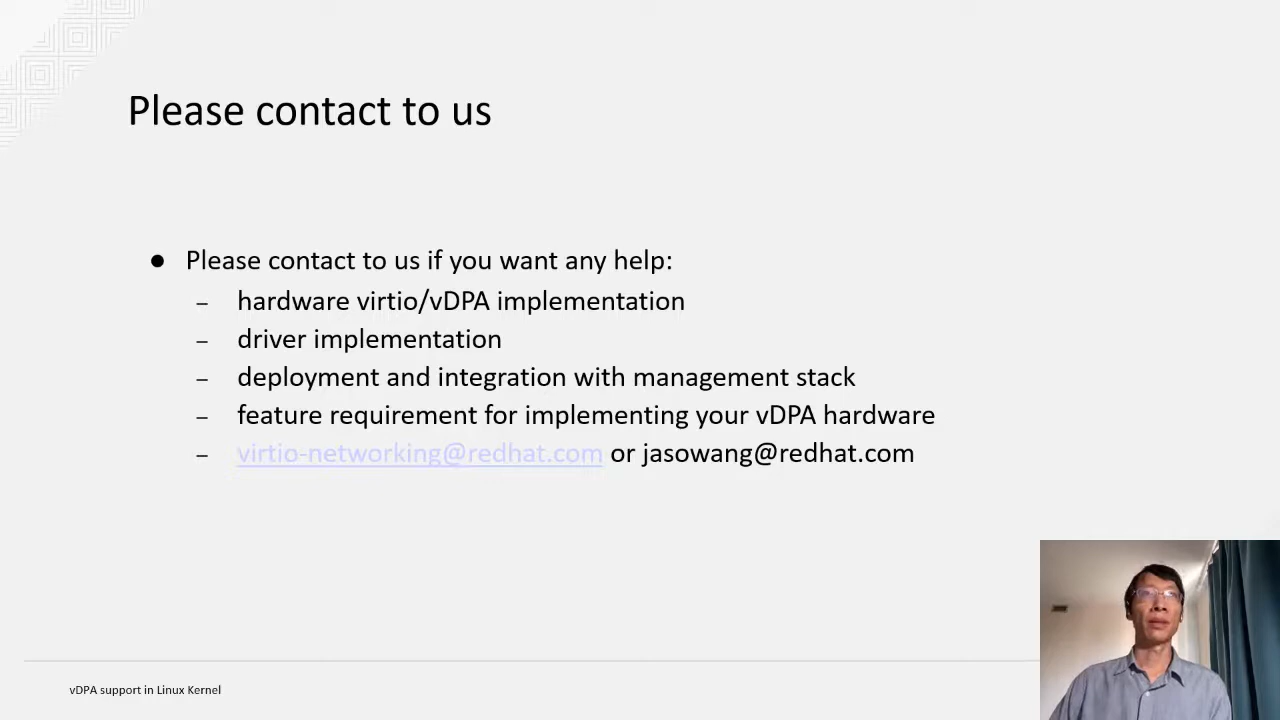 Please contact to us
● Please contact to us if you want any help:
– hardware virtio/vDPA implementation
– driver implementation
– deployment and integration with management stack
– feature requirement for implementing your vDPA hardware
– virtio-networking@redhat.com or jasowang@redhat.com
vDPA support in Linux Kernel